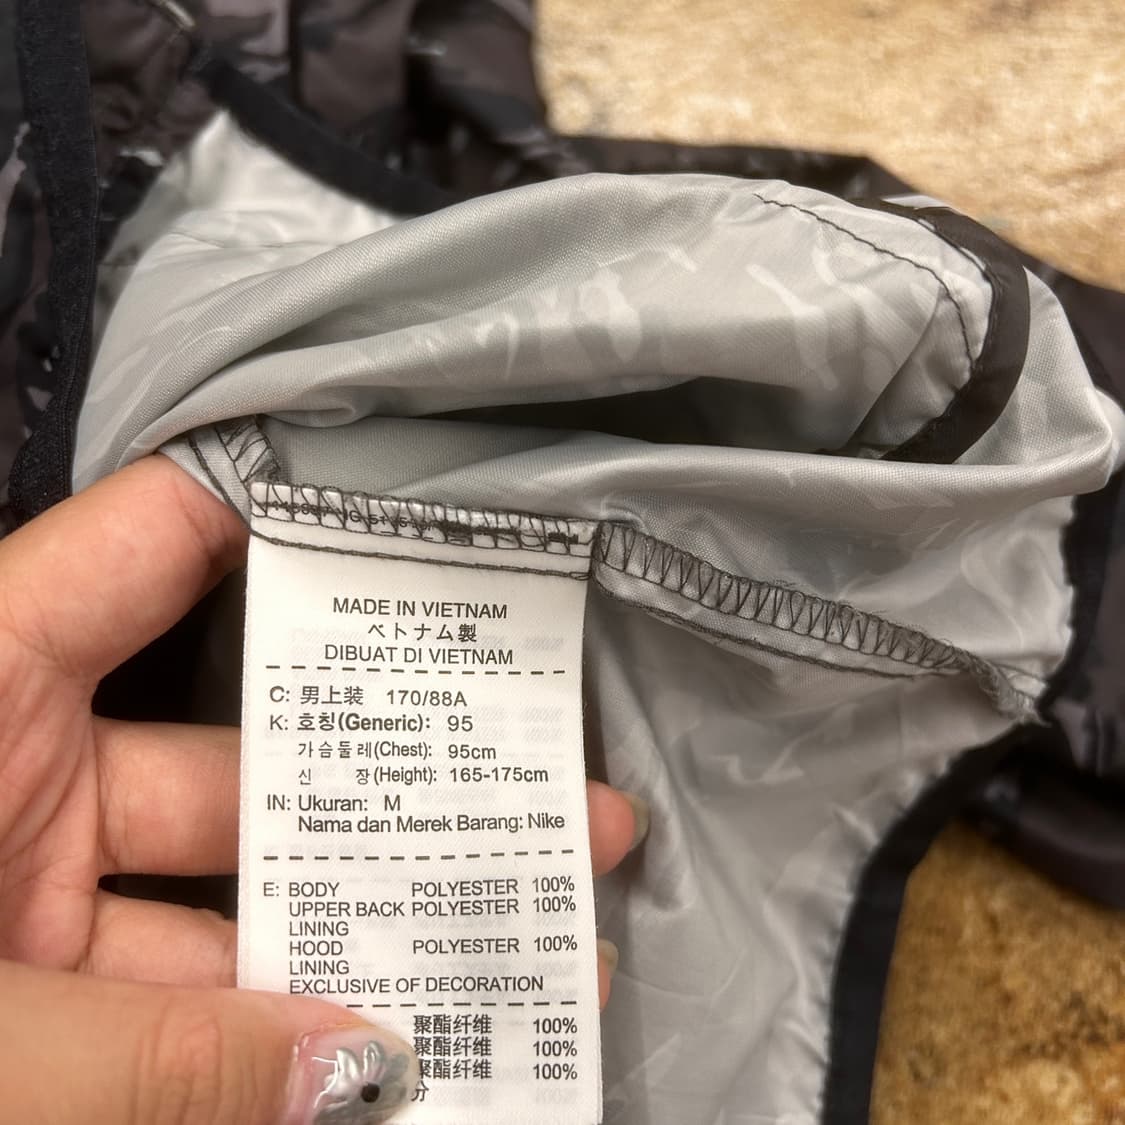 MADE IN VIETNAM
ベトナム製
DIBUAT DI VIETNAM
C: 男上装 170/88A
K: 호칭(Generic): 95
가슴둘레(Chest): 95cm
신 장(Height): 165-175cm
IN: Ukuran: M
Nama dan Merek Barang: Nike
E: BODY POLYESTER 100%
UPPER BACK POLYESTER 100%
LINING
HOOD POLYESTER 100%
LINING
EXCLUSIVE OF DECORATION
聚酯纤维 100%
聚酯纤维 100%
聚酯纤维 100%
分